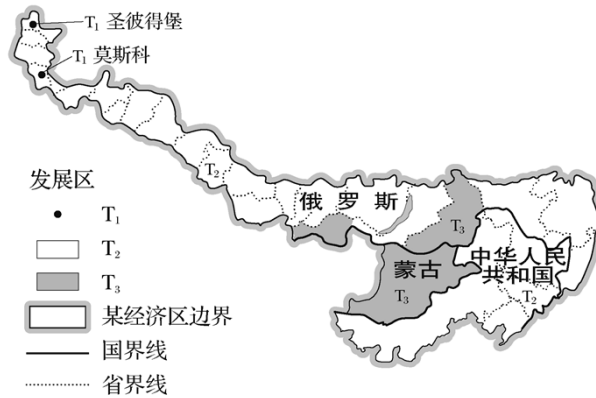 T₁ 圣彼得堡
T₁ 莫斯科
T₂
俄罗斯
T₃
蒙古
T₃
中华人民
共和国
T₂
发展区
T₁
T₂
T₃
某经济区边界
国界线
省界线